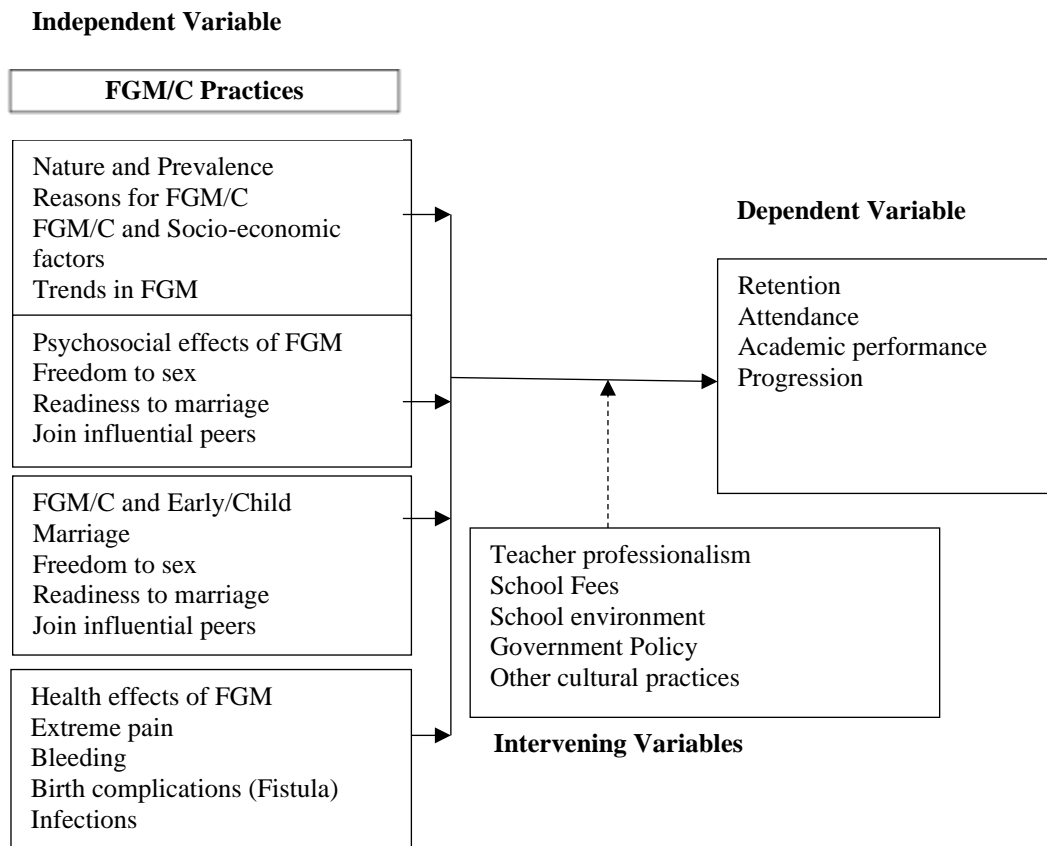 Independent Variable
FGM/C Practices
Nature and Prevalence
Reasons for FGM/C
FGM/C and Socio-economic
factors
Trends in FGM
Psychosocial effects of FGM
Freedom to sex
Readiness to marriage
Join influential peers
FGM/C and Early/Child
Marriage
Freedom to sex
Readiness to marriage
Join influential peers
Health effects of FGM
Extreme pain
Bleeding
Birth complications (Fistula)
Infections
Dependent Variable
Retention
Attendance
Academic performance
Progression
Teacher professionalism
School Fees
School environment
Government Policy
Other cultural practices
Intervening Variables